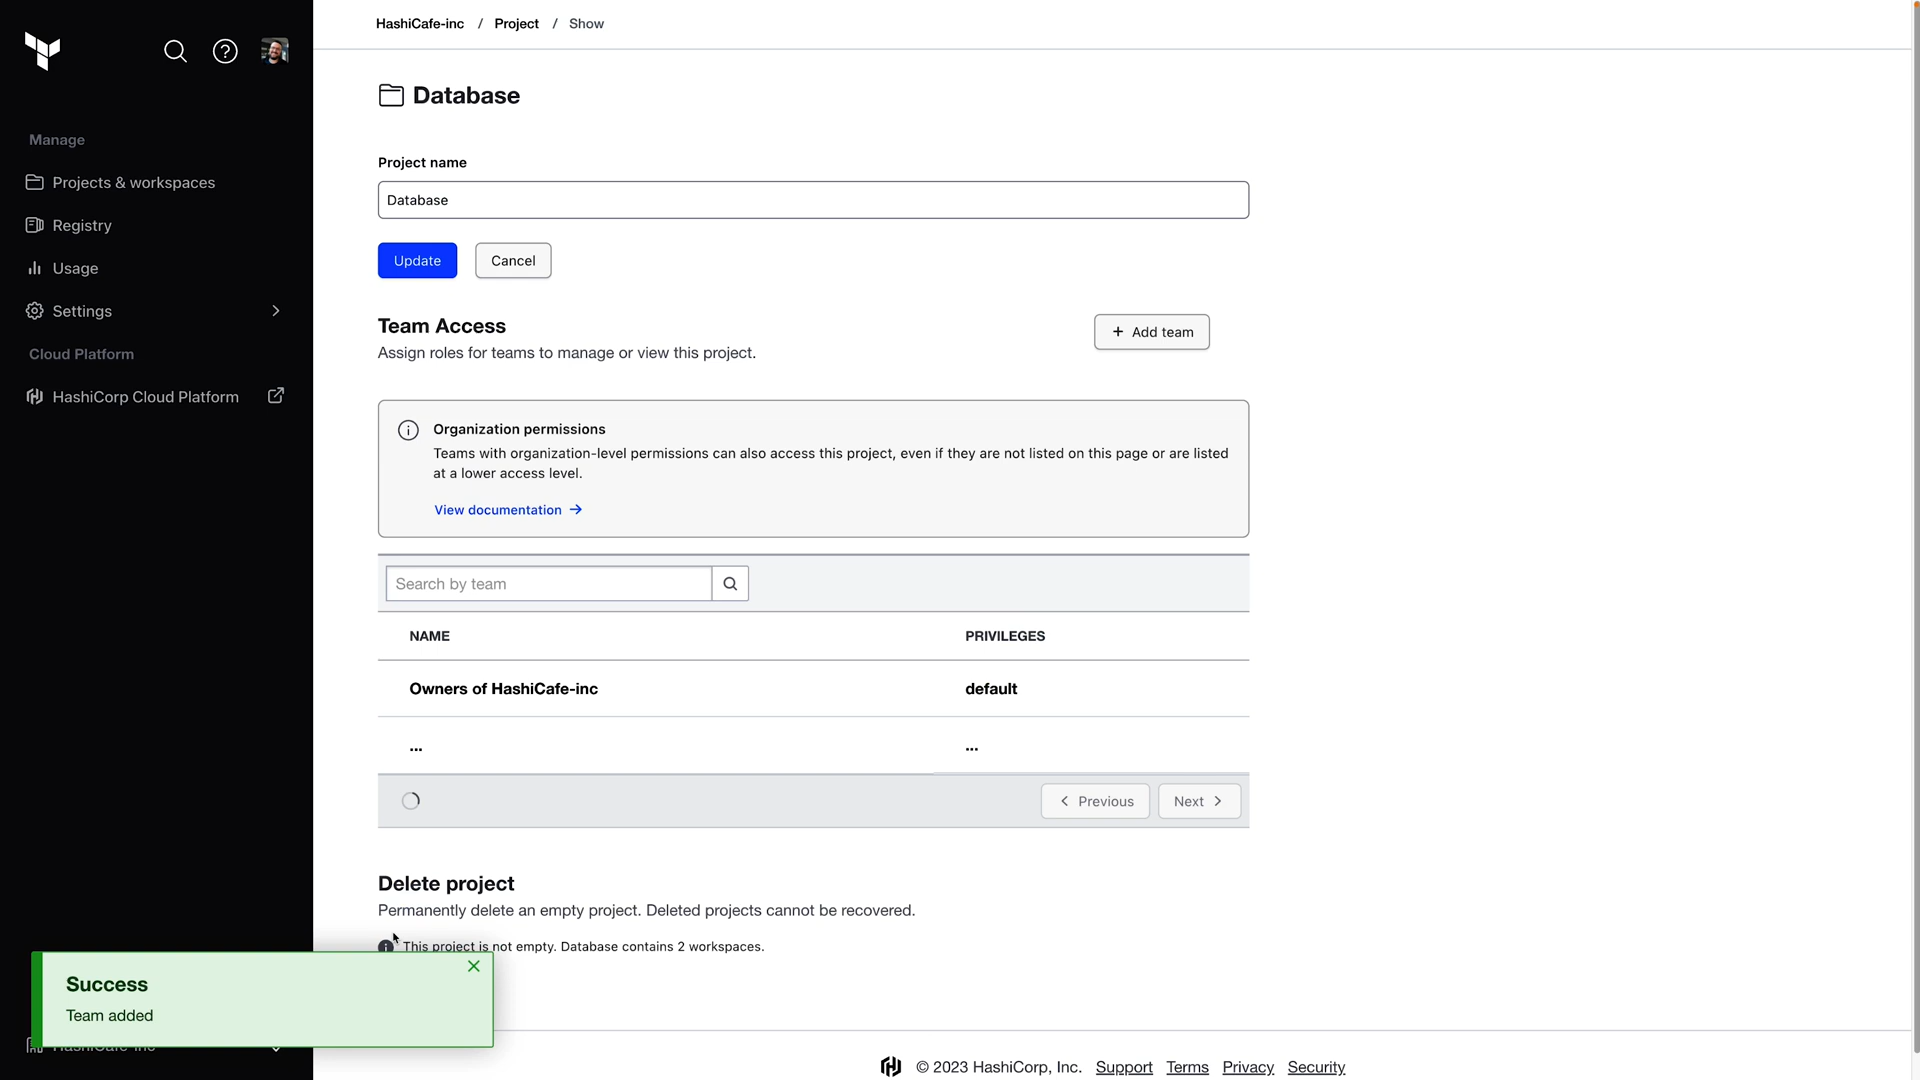 HashiCafe-inc / Project / Show
Manage
Projects & workspaces
Registry
Usage
Settings
Cloud Platform
HashiCorp Cloud Platform
Database
Project name
Database
Update
Cancel
Team Access
Assign roles for teams to manage or view this project.
+ Add team
Organization permissions
Teams with organization-level permissions can also access this project, even if they are not listed on this page or are listed
at a lower access level.
View documentation →
Search by team
NAME PRIVILEGES
Owners of HashiCafe-inc default
... ...
Previous Next
Delete project
Permanently delete an empty project. Deleted projects cannot be recovered.
This project is not empty. Database contains 2 workspaces.
Success
Team added
© 2023 HashiCorp, Inc. Support Terms Privacy Security